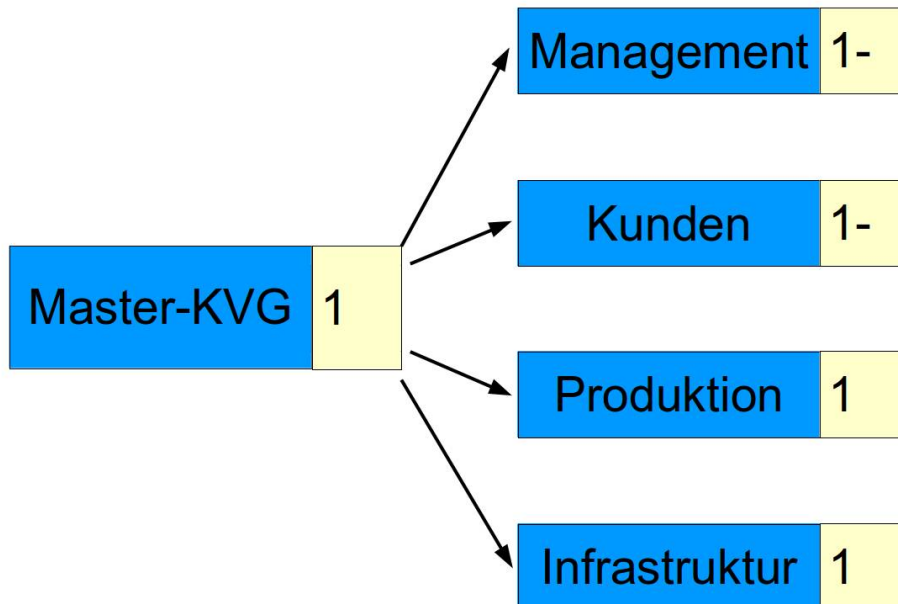 Management 1-
Kunden 1-
Master-KVG 1
Produktion 1
Infrastruktur 1